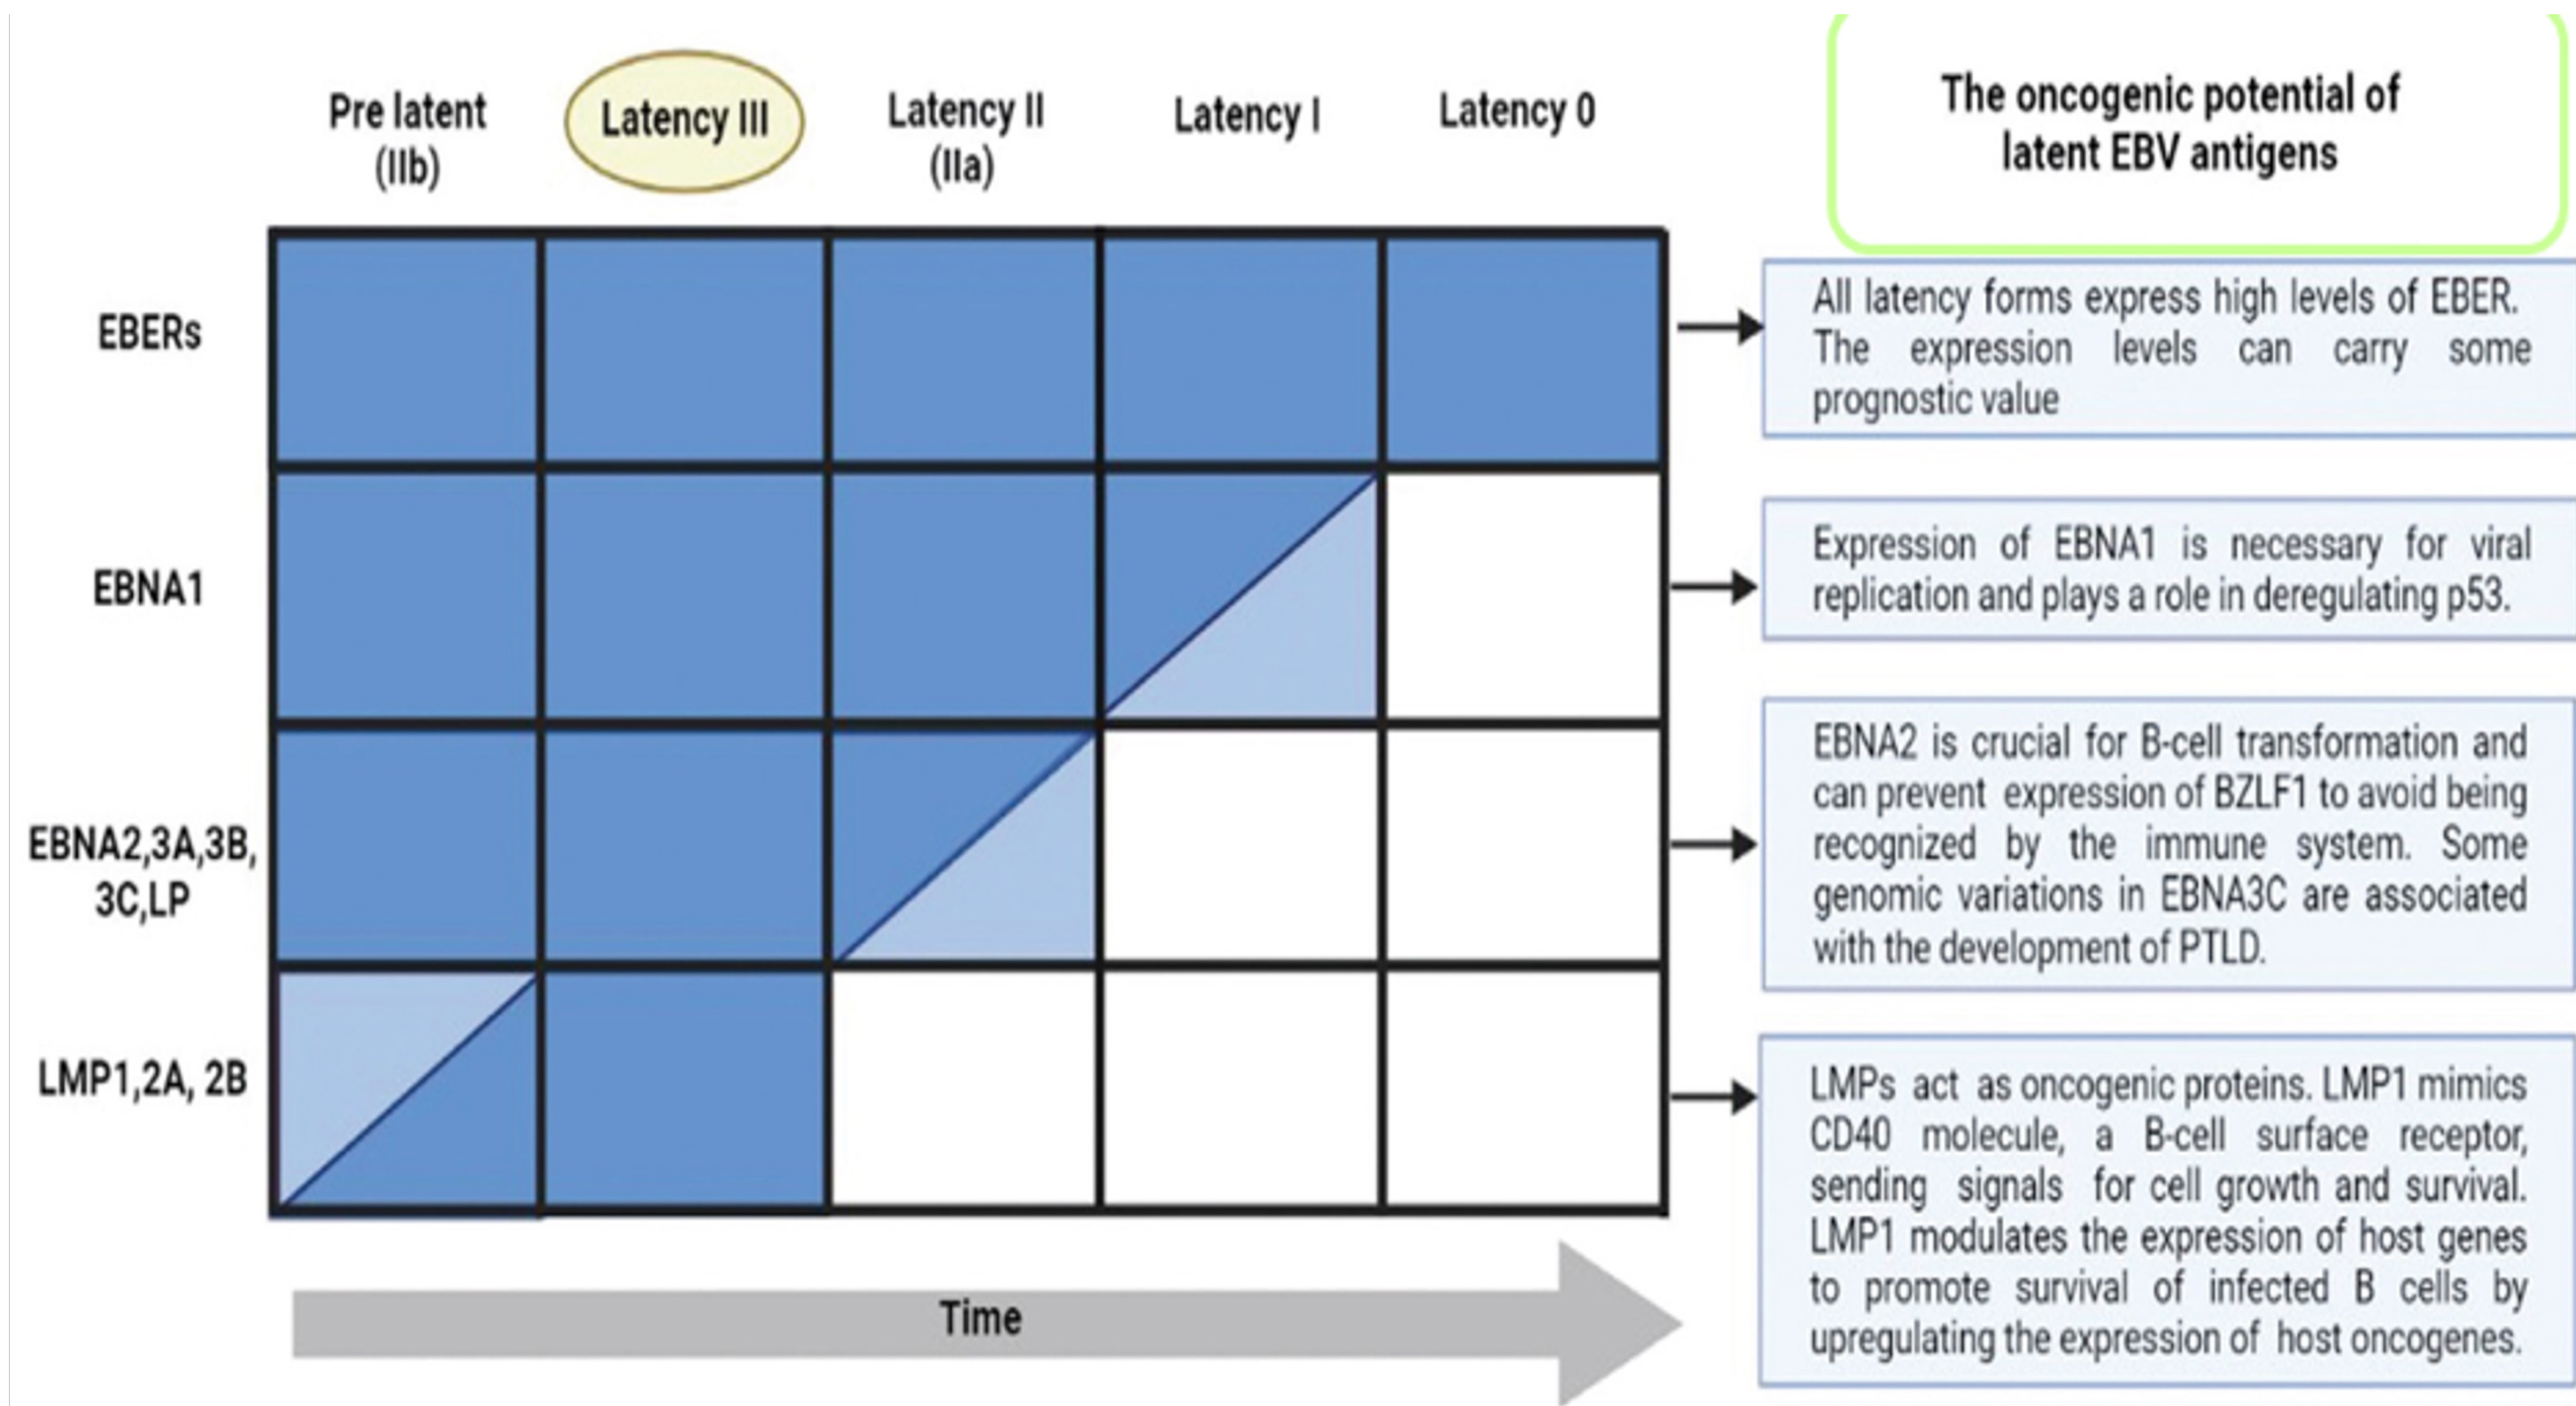 Pre latent
(IIb)
Latency III
Latency II
(IIa)
Latency I
Latency 0
The oncogenic potential of
latent EBV antigens
EBERs
All latency forms express high levels of EBER.
The expression levels can carry some
prognostic value
EBNA1
Expression of EBNA1 is necessary for viral
replication and plays a role in deregulating p53.
EBNA2,3A,3B,
3C,LP
EBNA2 is crucial for B-cell transformation and
can prevent expression of BZLF1 to avoid being
recognized by the immune system. Some
genomic variations in EBNA3C are associated
with the development of PTLD.
LMP1,2A, 2B
LMPs act as oncogenic proteins. LMP1 mimics
CD40 molecule, a B-cell surface receptor,
sending signals for cell growth and survival.
LMP1 modulates the expression of host genes
to promote survival of infected B cells by
upregulating the expression of host oncogenes.
Time